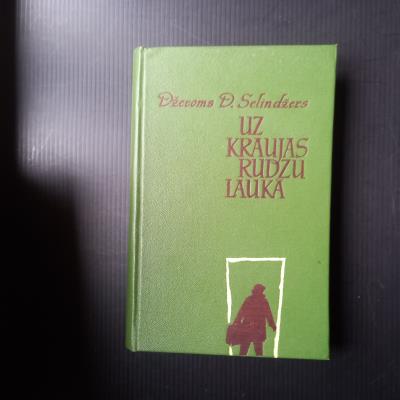 Džeroms D. Selindžers
UZ
KRAUJAS
RUDZU
LAUKA